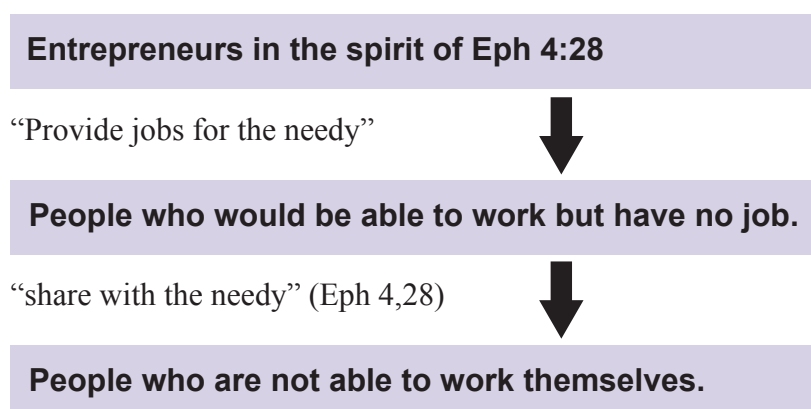 Entrepreneurs in the spirit of Eph 4:28
“Provide jobs for the needy”
People who would be able to work but have no job.
“share with the needy” (Eph 4,28)
People who are not able to work themselves.